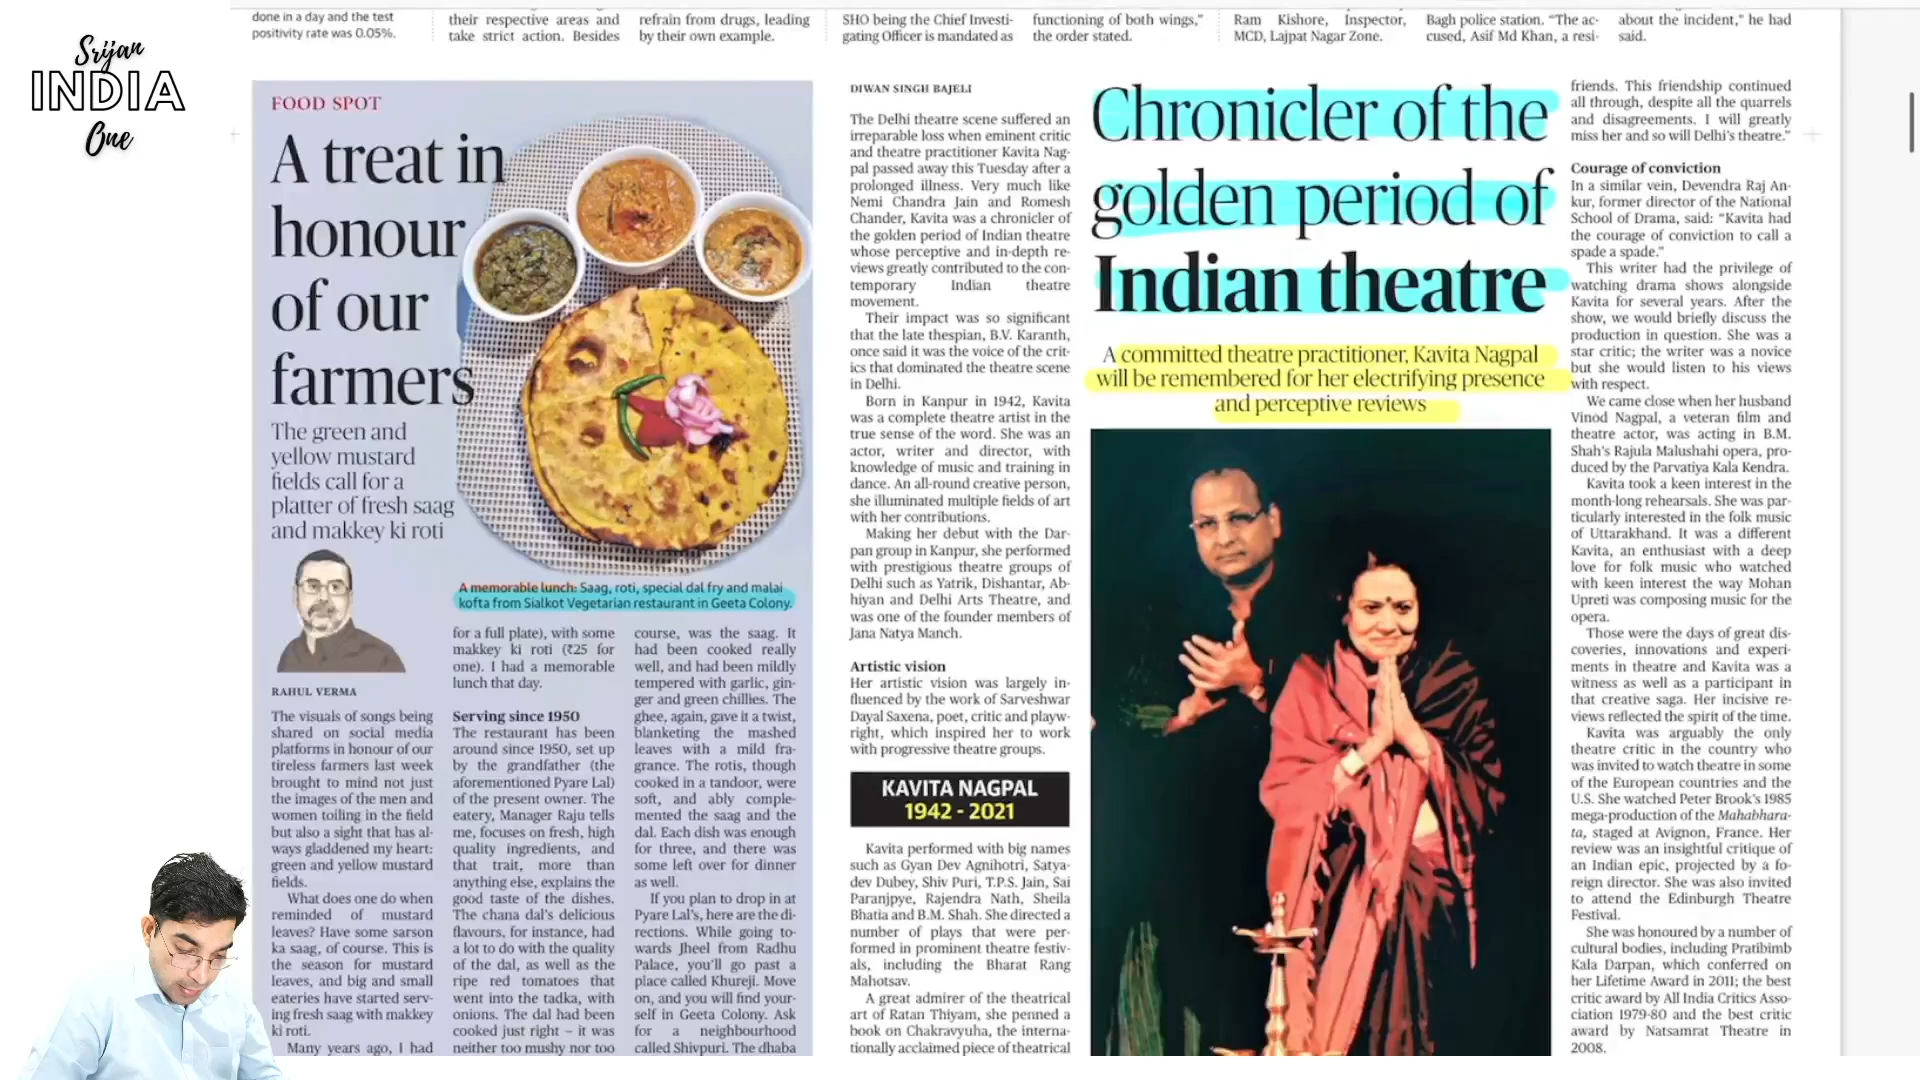 Srijan
INDIA
One
done in a day and the test
positivity rate was 0.05%.
their respective areas and
take strict action. Besides
refrain from drugs, leading
by their own example.
SHO being the Chief Investi-
gating Officer is mandated as
functioning of both wings,”
the order stated.
Ram Kishore, Inspector,
MCD, Lajpat Nagar Zone.
Bagh police station. “The ac-
cused, Asif Md Khan, a resi-
about the incident,” he had
said.
FOOD SPOT
A treat in
honour
of our
farmers
The green and
yellow mustard
fields call for a
platter of fresh saag
and makkey ki roti
A memorable lunch: Saag, roti, special dal fry and malai
kofta from Sialkot Vegetarian restaurant in Geeta Colony.
RAHUL VERMA
The visuals of songs being
shared on social media
platforms in honour of our
tireless farmers last week
brought to mind not just
the images of the men and
women toiling in the field
but also a sight that has al-
ways gladdened my heart:
green and yellow mustard
fields.
What does one do when
reminded of mustard
leaves? Have some sarson
ka saag, of course. This is
the season for mustard
leaves, and big and small
eateries have started serv-
ing fresh saag with makkey
ki roti.
Many years ago, I had
for a full plate), with some
makkey ki roti (₹25 for
one). I had a memorable
lunch that day.
Serving since 1950
The restaurant has been
around since 1950, set up
by the grandfather (the
aforementioned Pyare Lal)
of the present owner. The
eatery, Manager Raju tells
me, focuses on fresh, high
quality ingredients, and
that trait, more than
anything else, explains the
good taste of the dishes.
The chana dal’s delicious
flavours, for instance, had
a lot to do with the quality
of the dal, as well as the
ripe red tomatoes that
went into the tadka, with
onions. The dal had been
cooked just right – it was
neither too mushy nor too
course, was the saag. It
had been cooked really
well, and had been mildly
tempered with garlic, gin-
ger and green chillies. The
ghee, again, gave it a twist,
blanketing the mashed
leaves with a mild fra-
grance. The rotis, though
cooked in a tandoor, were
soft, and ably comple-
mented the saag and the
dal. Each dish was enough
for three, and there was
some left over for dinner
as well.
If you plan to drop in at
Pyare Lal’s, here are the di-
rections. While going to-
wards Jheel from Radhu
Palace, you’ll go past a
place called Khureji. Move
on, and you will find your-
self in Geeta Colony. Ask
for a neighbourhood
called Shivpuri. The dhaba
DIWAN SINGH BAJELI
The Delhi theatre scene suffered an
irreparable loss when eminent critic
and theatre practitioner Kavita Nag-
pal passed away this Tuesday after a
prolonged illness. Very much like
Nemi Chandra Jain and Romesh
Chander, Kavita was a chronicler of
the golden period of Indian theatre
whose perceptive and in-depth re-
views greatly contributed to the con-
temporary Indian theatre
movement.
Their impact was so significant
that the late thespian, B.V. Karanth,
once said it was the voice of the crit-
ics that dominated the theatre scene
in Delhi.
Born in Kanpur in 1942, Kavita
was a complete theatre artist in the
true sense of the word. She was an
actor, writer and director, with
knowledge of music and training in
dance. An all-round creative person,
she illuminated multiple fields of art
with her contributions.
Making her debut with the Dar-
pan group in Kanpur, she performed
with prestigious theatre groups of
Delhi such as Yatrik, Dishantar, Ab-
hiyan and Delhi Arts Theatre, and
was one of the founder members of
Jana Natya Manch.
Artistic vision
Her artistic vision was largely in-
fluenced by the work of Sarveshwar
Dayal Saxena, poet, critic and playw-
right, which inspired her to work
with progressive theatre groups.
KAVITA NAGPAL
1942 - 2021
Kavita performed with big names
such as Gyan Dev Agnihotri, Satya-
dev Dubey, Shiv Puri, T.P.S. Jain, Sai
Paranjpye, Rajendra Nath, Sheila
Bhatia and B.M. Shah. She directed a
number of plays that were per-
formed in prominent theatre festiv-
als, including the Bharat Rang
Mahotsav.
A great admirer of the theatrical
art of Ratan Thiyam, she penned a
book on Chakravyuha, the interna-
tionally acclaimed piece of theatrical
Chronicler of the
golden period of
Indian theatre
A committed theatre practitioner, Kavita Nagpal
will be remembered for her electrifying presence
and perceptive reviews
friends. This friendship continued
all through, despite all the quarrels
and disagreements. I will greatly
miss her and so will Delhi’s theatre.”
Courage of conviction
In a similar vein, Devendra Raj An-
kur, former director of the National
School of Drama, said: “Kavita had
the courage of conviction to call a
spade a spade.”
This writer had the privilege of
watching drama shows alongside
Kavita for several years. After the
show, we would briefly discuss the
production in question. She was a
star critic; the writer was a novice
but she would listen to his views
with respect.
We came close when her husband
Vinod Nagpal, a veteran film and
theatre actor, was acting in B.M.
Shah’s Rajula Malushahi opera, pro-
duced by the Parvatiya Kala Kendra.
Kavita took a keen interest in the
month-long rehearsals. She was par-
ticularly interested in the folk music
of Uttarakhand. It was a different
Kavita, an enthusiast with a deep
love for folk music who watched
with keen interest the way Mohan
Upreti was composing music for the
opera.
Those were the days of great dis-
coveries, innovations and experi-
ments in theatre and Kavita was a
witness as well as a participant in
that creative saga. Her incisive re-
views reflected the spirit of the time.
Kavita was arguably the only
theatre critic in the country who
was invited to watch theatre in some
of the European countries and the
U.S. She watched Peter Brook’s 1985
mega-production of the Mahabhara-
ta, staged at Avignon, France. Her
review was an insightful critique of
an Indian epic, projected by a fo-
reign director. She was also invited
to attend the Edinburgh Theatre
Festival.
She was honoured by a number of
cultural bodies, including Pratibimb
Kala Darpan, which conferred on
her Lifetime Award in 2011; the best
critic award by All India Critics Asso-
ciation 1979-80 and the best critic
award by Natsamrat Theatre in
2008.